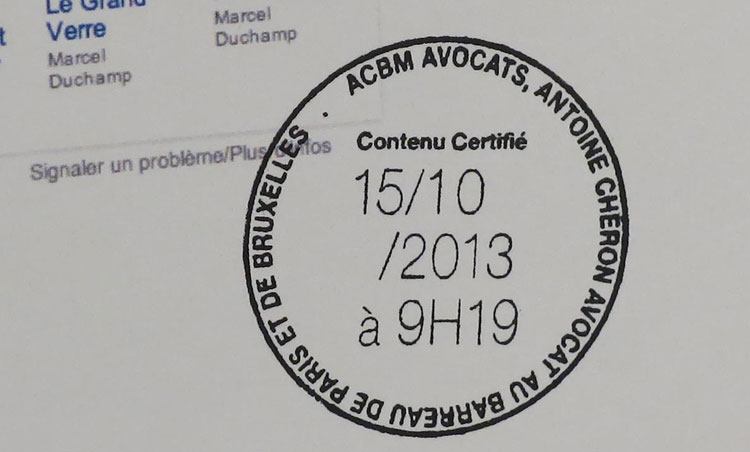 Le Grand
Verre
Marcel
Duchamp
Marcel
Duchamp
Signaler un problème/Plus d'infos
ACBM AVOCATS, ANTOINE CHÉRON AVOCAT AU BARREAU DE PARIS ET DE BRUXELLES ·
Contenu Certifié
15/10
/2013
à 9H19